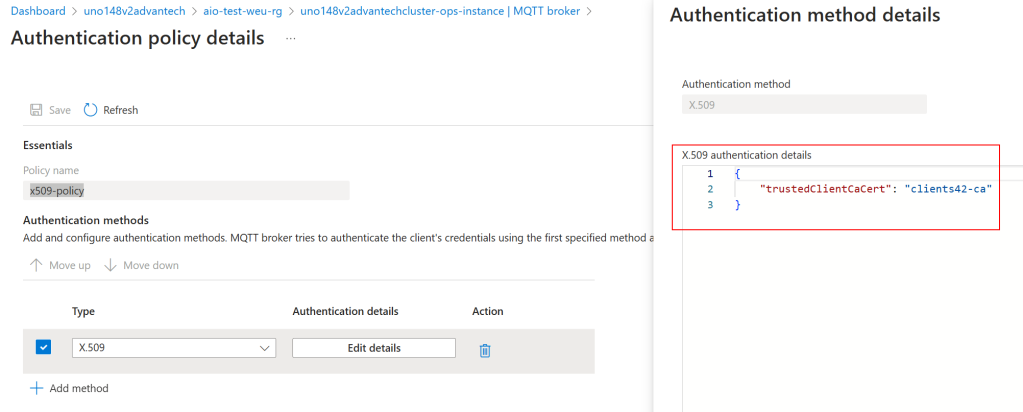 Dashboard > uno148v2advantech > aio-test-weu-rg > uno148v2advantechcluster-ops-instance | MQTT broker >
Authentication policy details ...
Save Refresh
Essentials
Policy name
x509-policy
Authentication methods
Add and configure authentication methods. MQTT broker tries to authenticate the client's credentials using the first specified method a
Move up Move down
Type Authentication details Action
X.509 Edit details
Add method
Authentication method details
Authentication method
X.509
X.509 authentication details
1 {
2 "trustedClientCaCert": "clients42-ca"
3 }